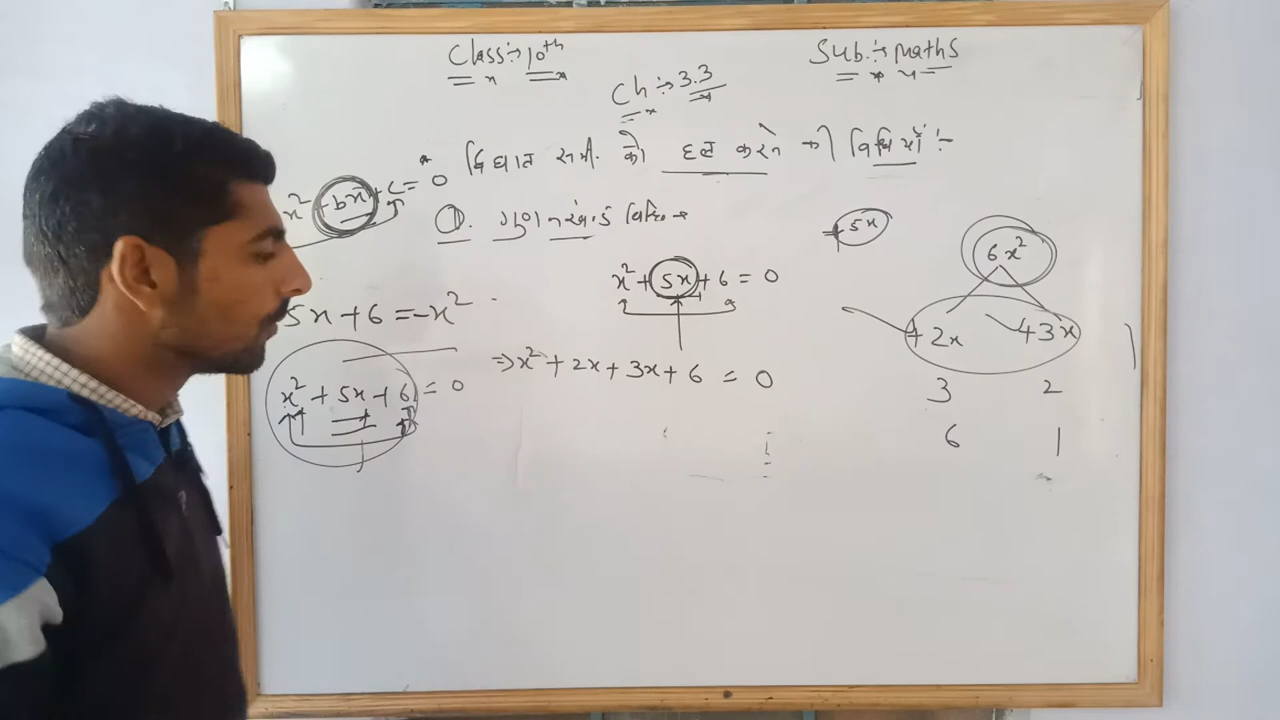 Class:- 10th
Sub:- maths
Ch:- 3.3
* द्विघात समी. को हल करने की विधियाँ :-
x² + bx + c = 0
①. गुणनखंड विधि →
+5x
6x²
x² + 5x + 6 = 0
5x + 6 = -x²
+2x +3x
⇒ x² + 2x + 3x + 6 = 0
x² + 5x + 6 = 0
3 2
6 1